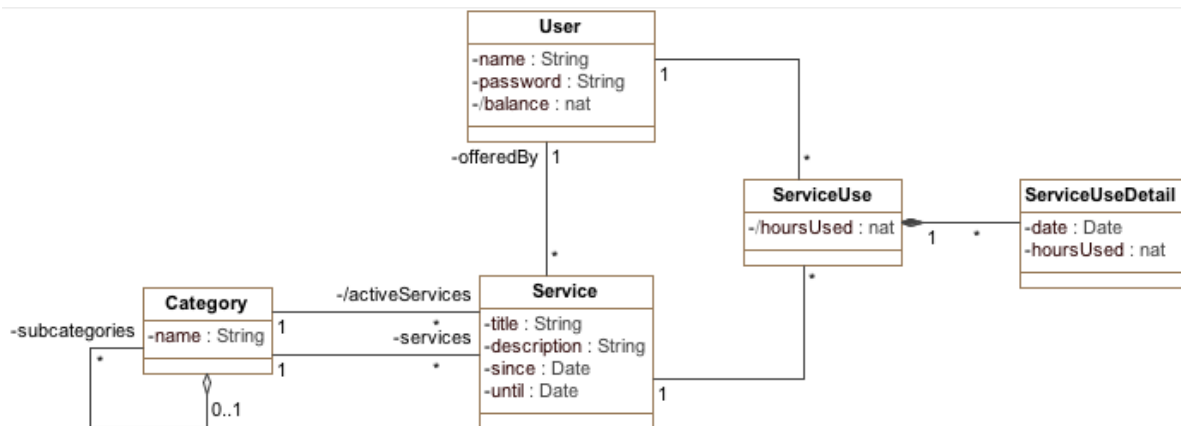 User
-name : String
-password : String
-/balance : nat
1
-offeredBy
1
*
*
ServiceUse
-/hoursUsed : nat
1
*
*
ServiceUseDetail
-date : Date
-hoursUsed : nat
Category
-name : String
-subcategories
*
0..1
-/activeServices
1
*
-services
1
*
Service
-title : String
-description : String
-since : Date
-until : Date
1